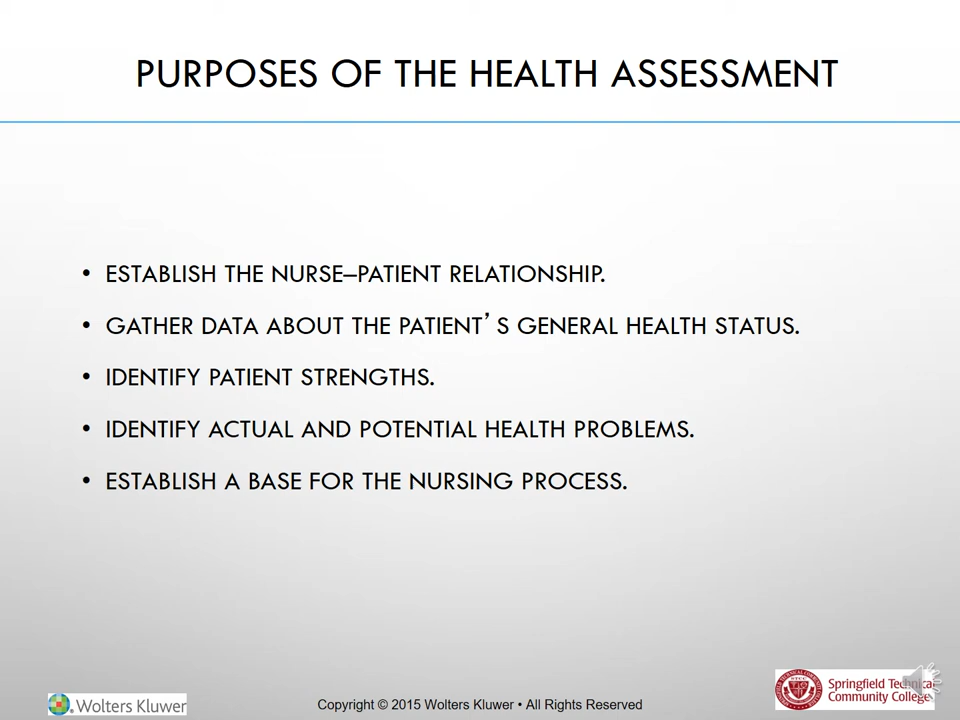 PURPOSES OF THE HEALTH ASSESSMENT
• ESTABLISH THE NURSE–PATIENT RELATIONSHIP.
• GATHER DATA ABOUT THE PATIENT’S GENERAL HEALTH STATUS.
• IDENTIFY PATIENT STRENGTHS.
• IDENTIFY ACTUAL AND POTENTIAL HEALTH PROBLEMS.
• ESTABLISH A BASE FOR THE NURSING PROCESS.
Wolters Kluwer
Copyright © 2015 Wolters Kluwer • All Rights Reserved
Springfield Technical
Community College